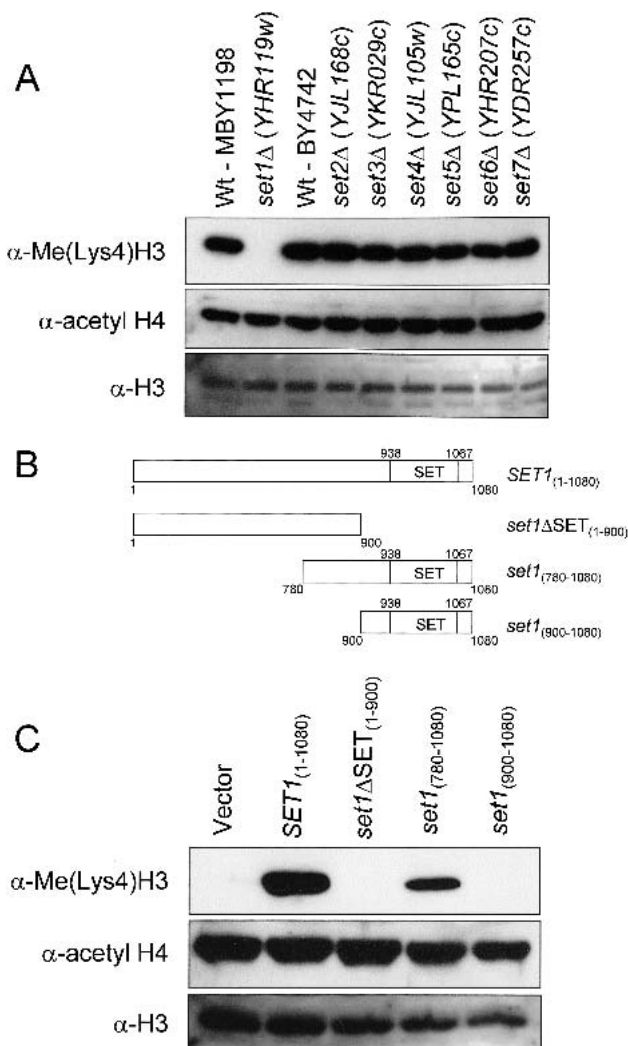 A
Wt - MBY1198
set1Δ (YHR119w)
Wt - BY4742
set2Δ (YJL168c)
set3Δ (YKR029c)
set4Δ (YJL105w)
set5Δ (YPL165c)
set6Δ (YHR207c)
set7Δ (YDR257c)
α-Me(Lys4)H3
α-acetyl H4
α-H3
B
938 1067
SET
1 1080
SET1(1-1080)
1 900
set1ΔSET(1-900)
938 1067
SET
780 1080
set1(780-1080)
938 1067
SET
900 1080
set1(900-1080)
C
Vector
SET1(1-1080)
set1ΔSET(1-900)
set1(780-1080)
set1(900-1080)
α-Me(Lys4)H3
α-acetyl H4
α-H3